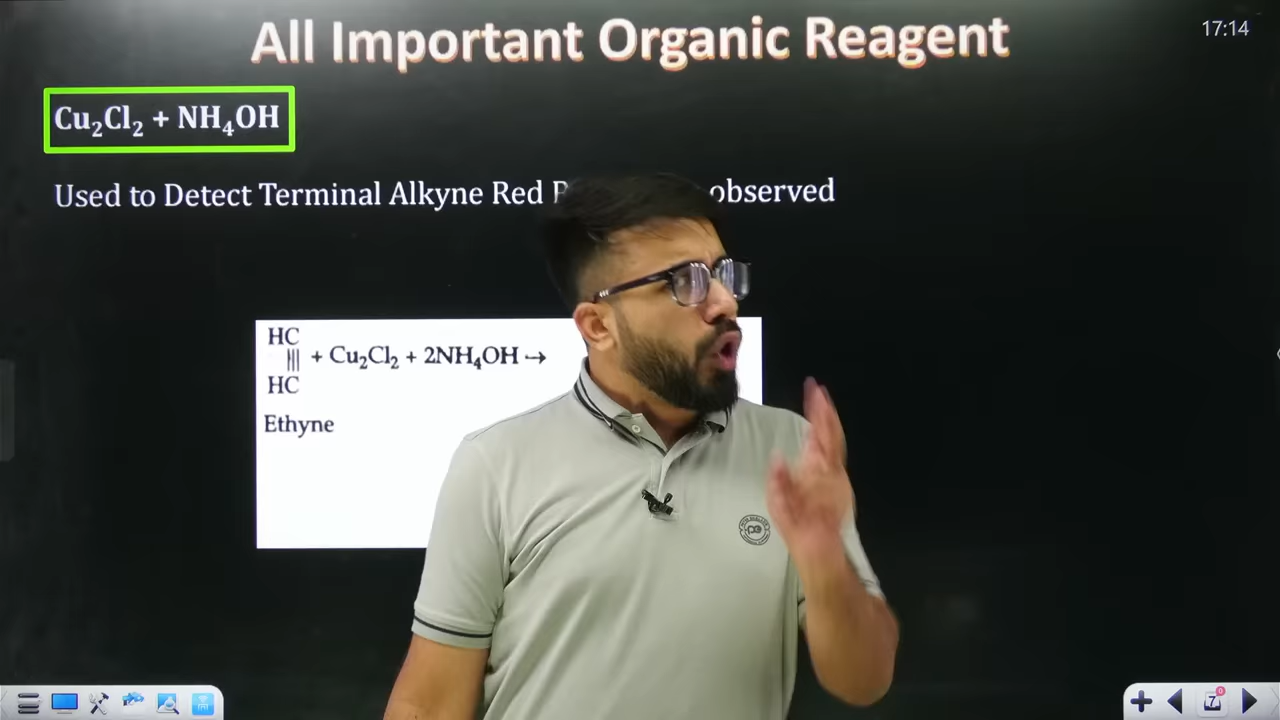 All Important Organic Reagent
17:14
Cu₂Cl₂ + NH₄OH
Used to Detect Terminal Alkyne Red observed
HC
||| + Cu₂Cl₂ + 2NH₄OH →
HC
Ethyne